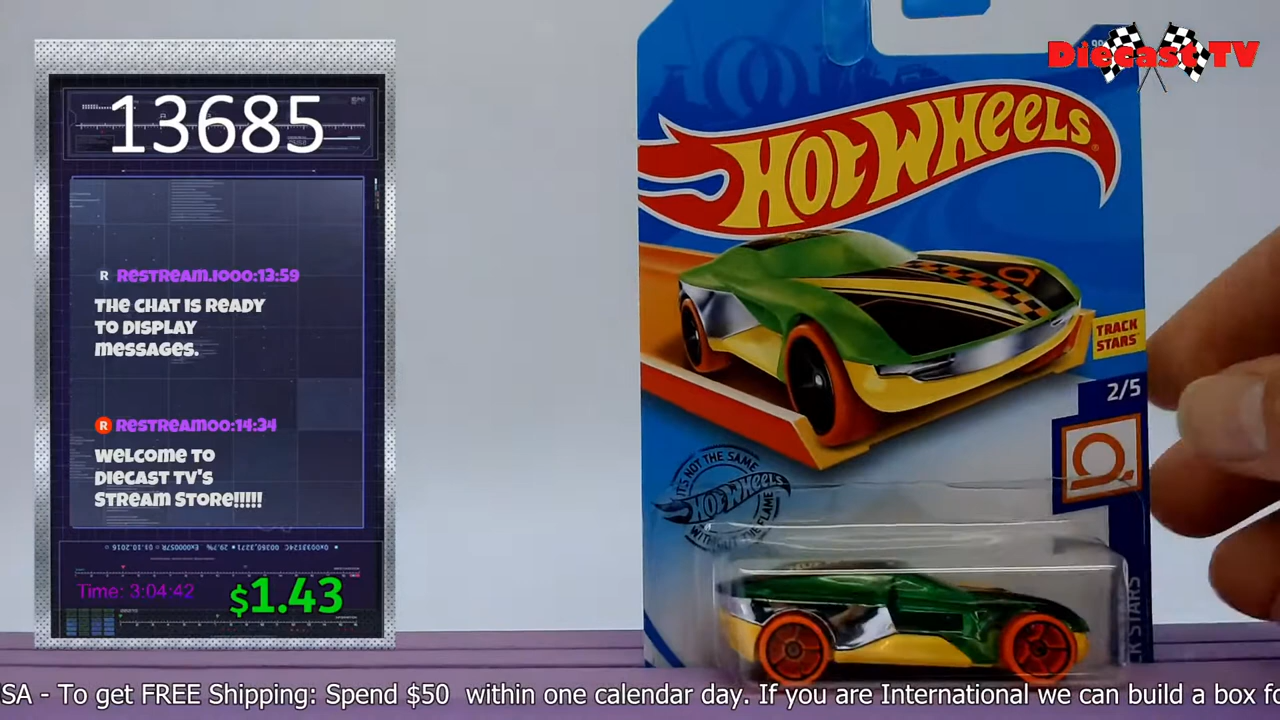 13685
R Restream.io00:13:59
THE CHAT IS READY
TO DISPLAY
MESSAGES.
R Restream00:14:34
WELCOME TO
DIECAST TV'S
STREAM STORE!!!!!
Time: 3:04:42
$1.43
Diecast TV
HOT WHEELS
TRACK
STARS
2/5
IT'S NOT THE SAME
HOT WHEELS
WITHOUT THE FLAME
CK STARS
SA - To get FREE Shipping: Spend $50 within one calendar day. If you are International we can build a box fo